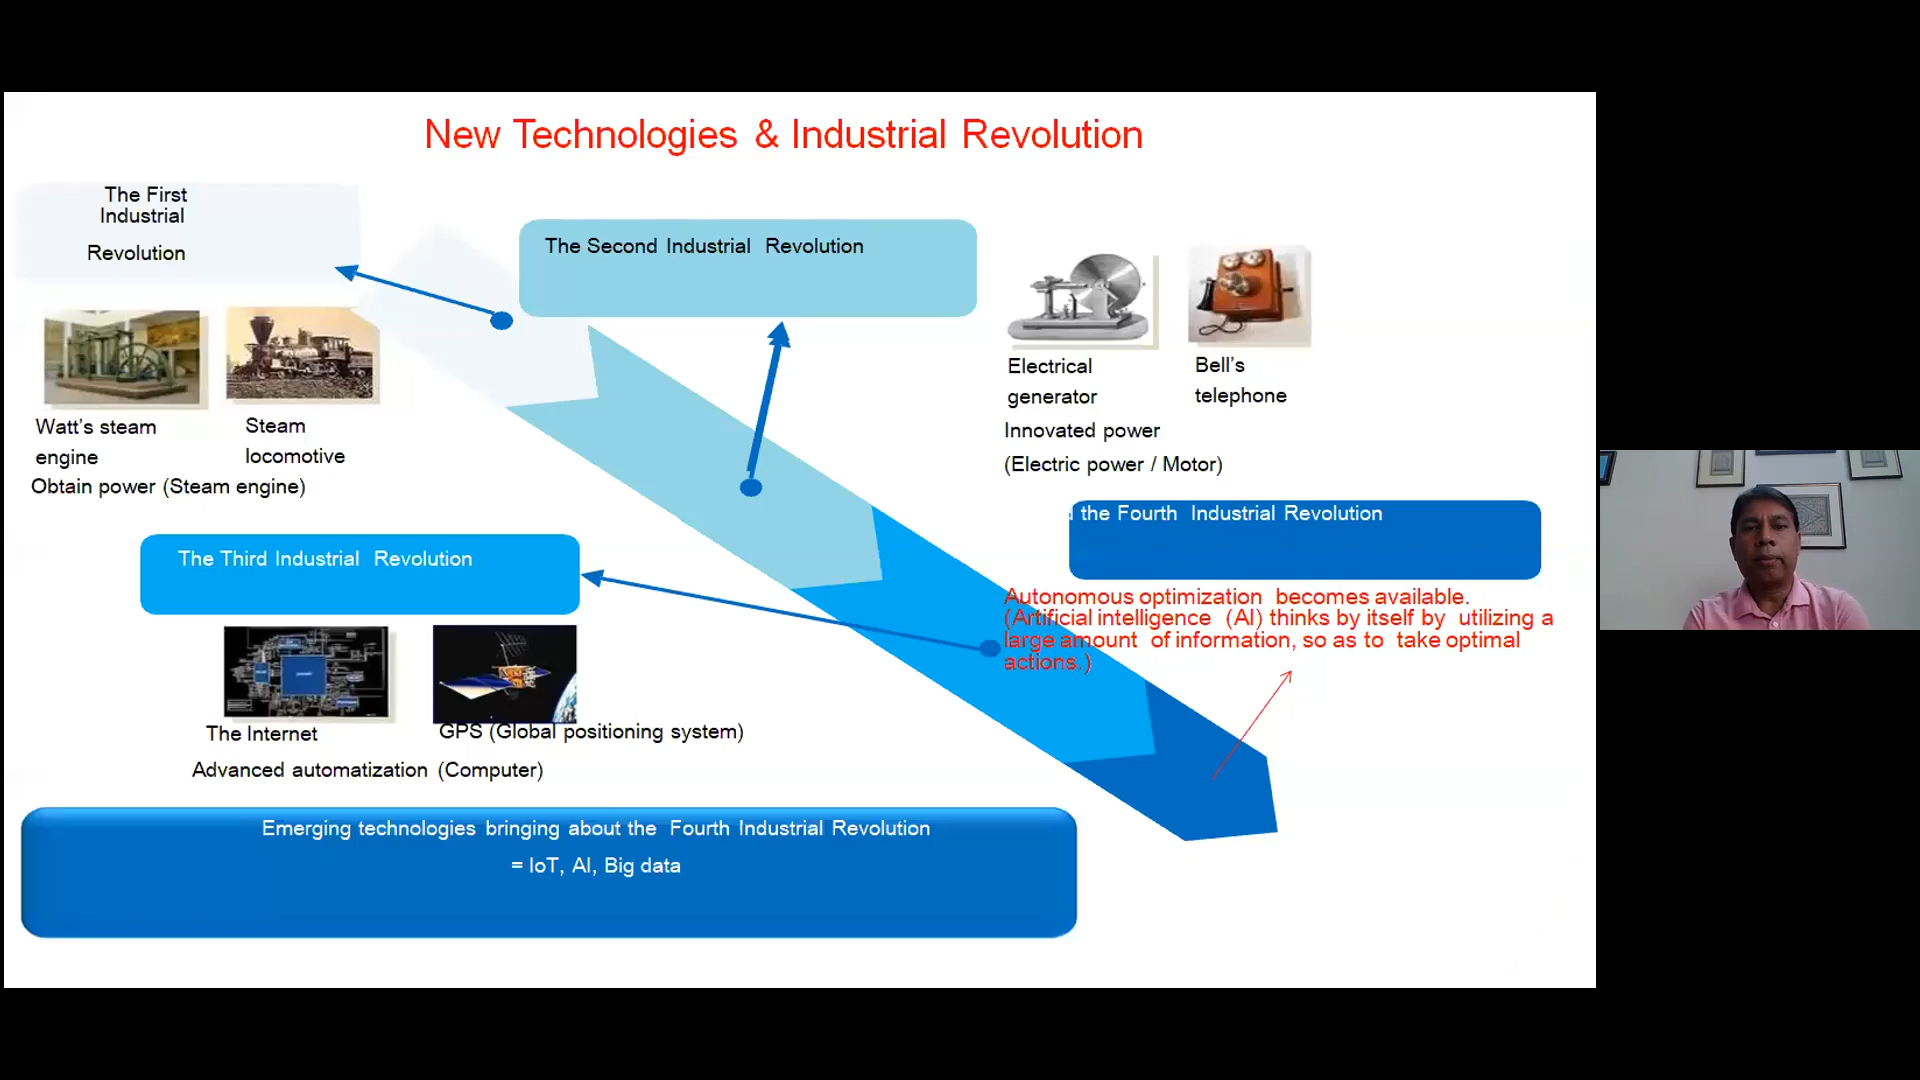 New Technologies & Industrial Revolution
The First
Industrial
Revolution
Watt’s steam
engine
Steam
locomotive
Obtain power (Steam engine)
The Second Industrial Revolution
Electrical
generator
Bell’s
telephone
Innovated power
(Electric power / Motor)
The Third Industrial Revolution
The Internet
GPS (Global positioning system)
Advanced automatization (Computer)
the Fourth Industrial Revolution
Autonomous optimization becomes available.
(Artificial intelligence (AI) thinks by itself by utilizing a
large amount of information, so as to take optimal
actions.)
Emerging technologies bringing about the Fourth Industrial Revolution
= IoT, AI, Big data